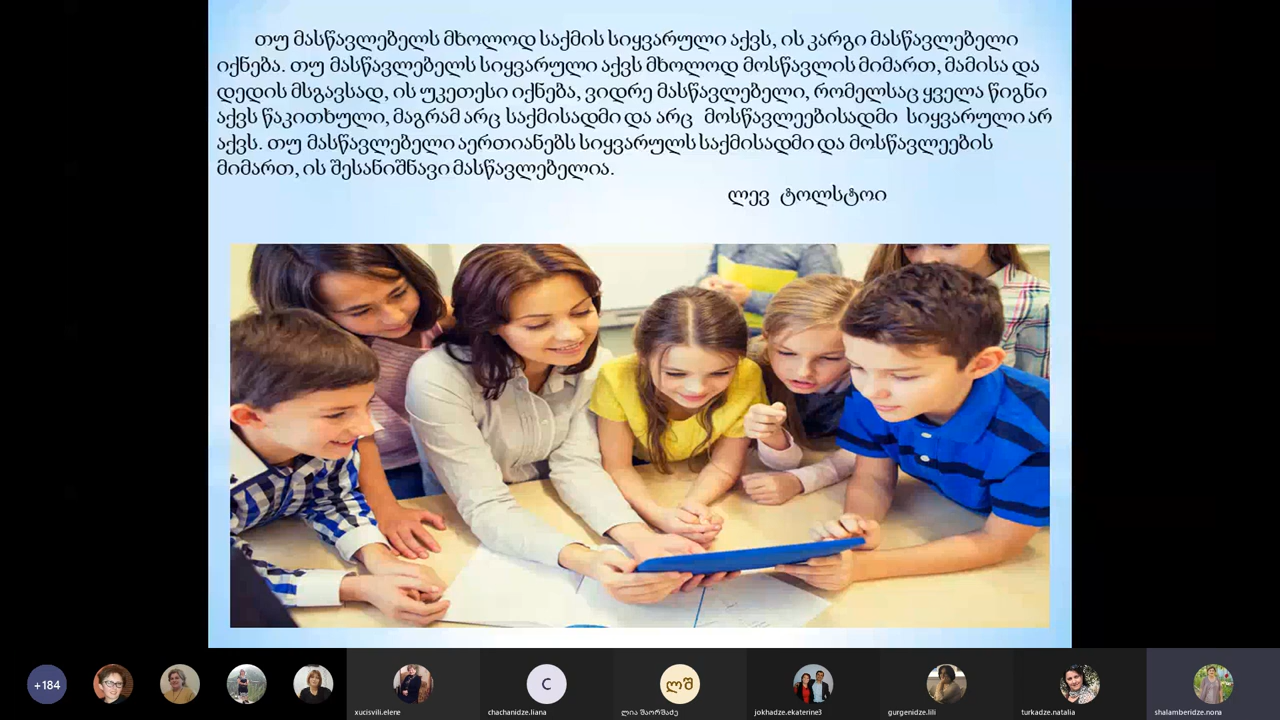 თუ მასწავლებელს მხოლოდ საქმის სიყვარული აქვს, ის კარგი მასწავლებელი
იქნება. თუ მასწავლებელს სიყვარული აქვს მხოლოდ მოსწავლის მიმართ, მამისა და
დედის მსგავსად, ის უკეთესი იქნება, ვიდრე მასწავლებელი, რომელსაც ყველა წიგნი
აქვს წაკითხული, მაგრამ არც საქმისადმი და არც მოსწავლეებისადმი სიყვარული არ
აქვს. თუ მასწავლებელი აერთიანებს სიყვარულს საქმისადმი და მოსწავლეების
მიმართ, ის შესანიშნავი მასწავლებელია.
ლევ ტოლსტოი
+184
C
ლშ
xucisvili.elene
chachanidze.liana
ლია შაორშაძე
jokhadze.ekaterine3
gurgenidze.lili
turkadze.natalia
shalamberidze.nona